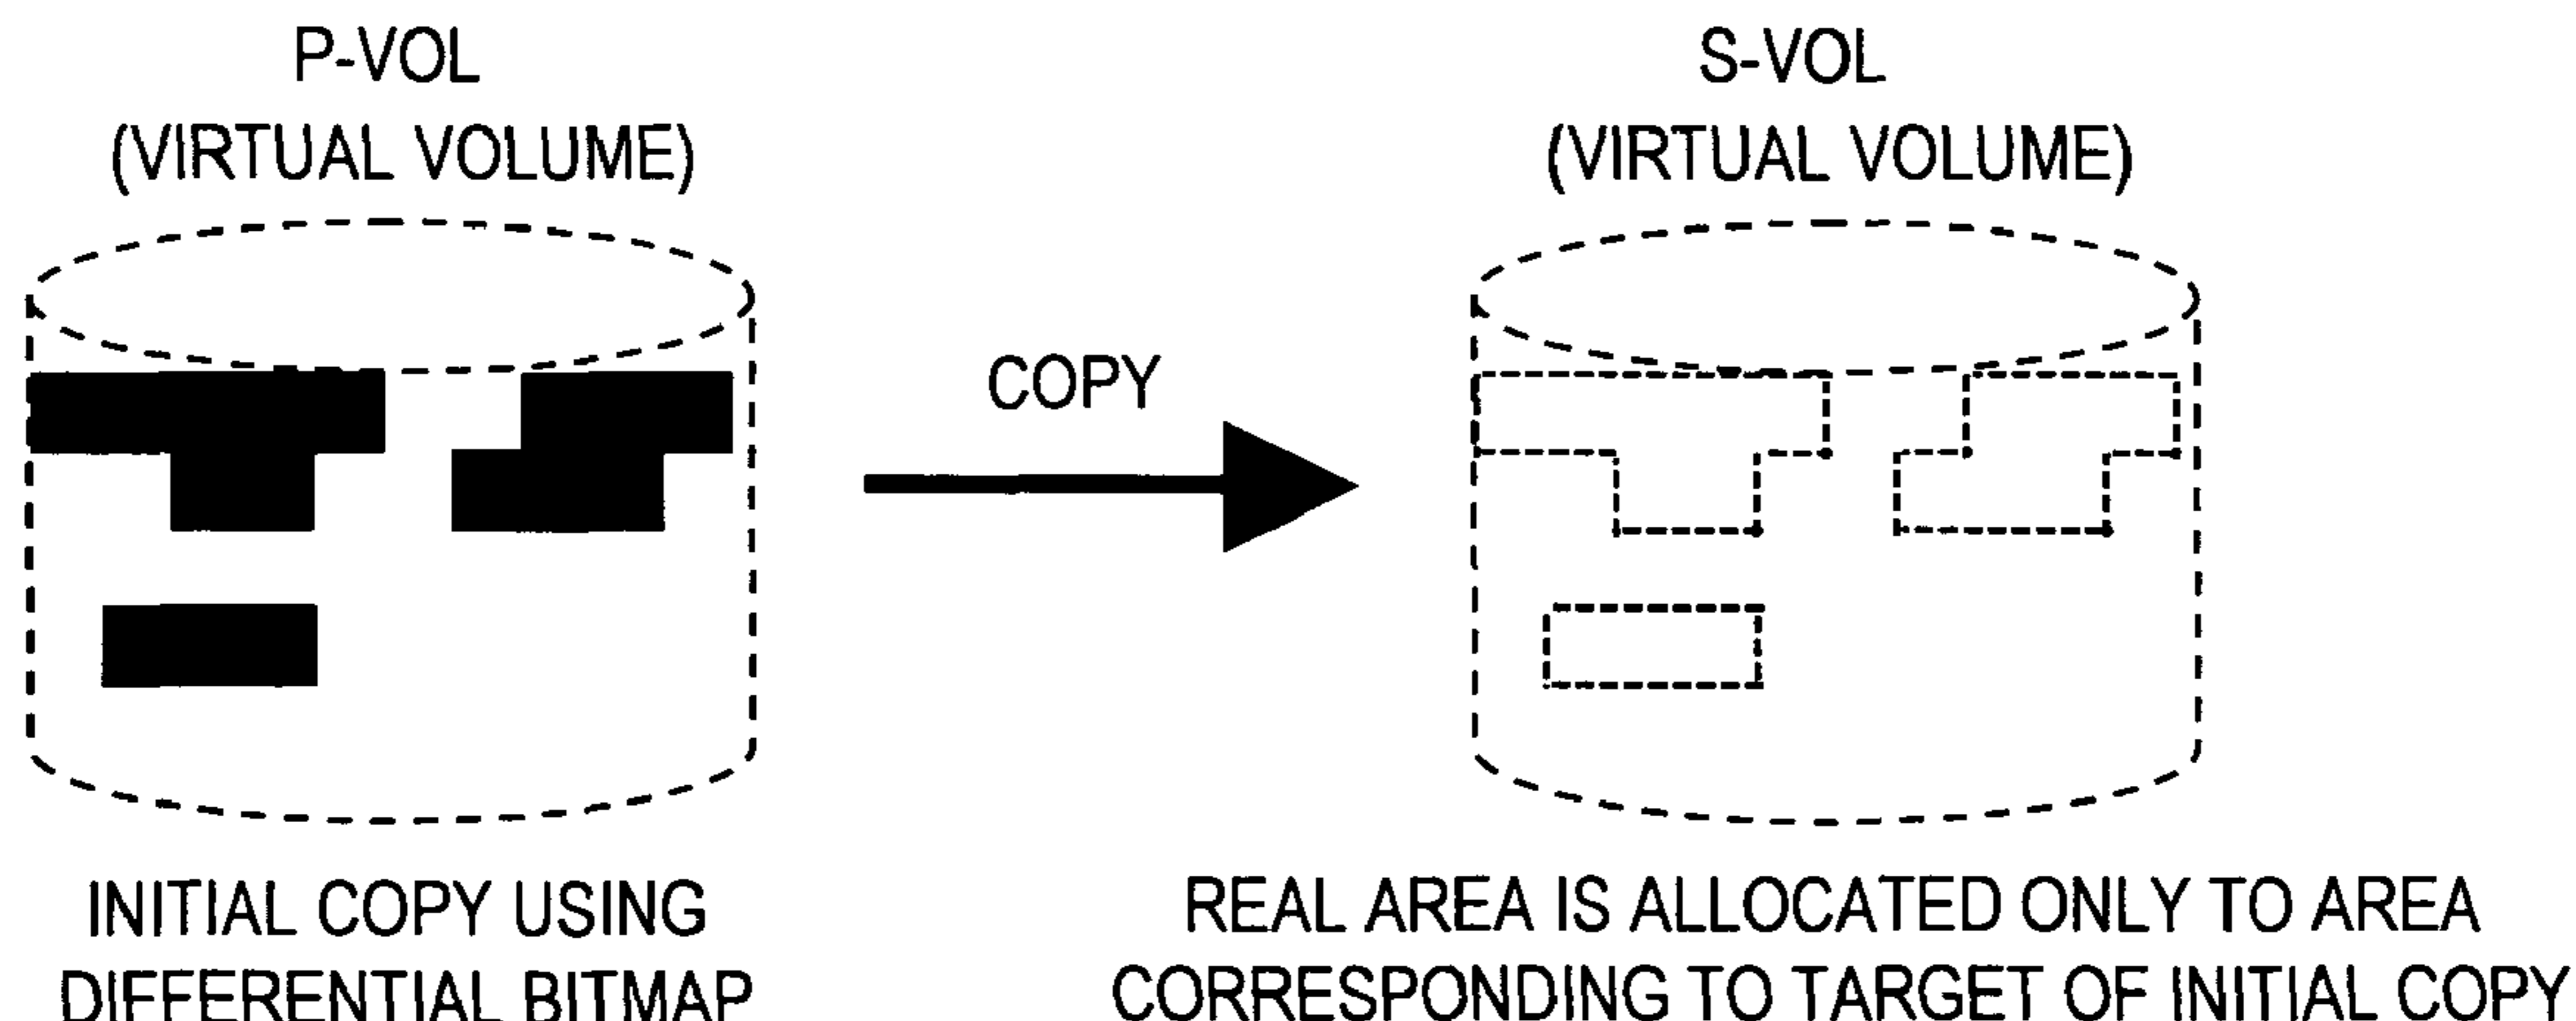 P-VOL
(VIRTUAL VOLUME)
S-VOL
(VIRTUAL VOLUME)
COPY
INITIAL COPY USING
DIFFERENTIAL BITMAP
REAL AREA IS ALLOCATED ONLY TO AREA
CORRESPONDING TO TARGET OF INITIAL COPY